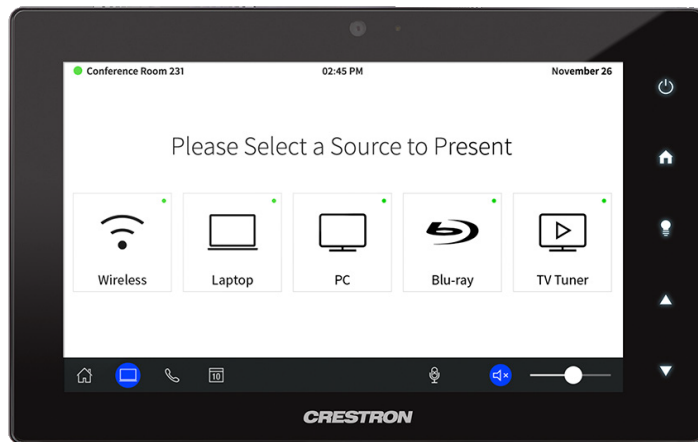 Conference Room 231 02:45 PM November 26
Please Select a Source to Present
Wireless Laptop PC Blu-ray TV Tuner
10
CRESTRON